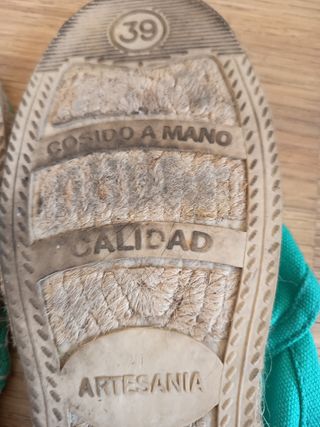 39
COSIDO A MANO
CALIDAD
ARTESANIA